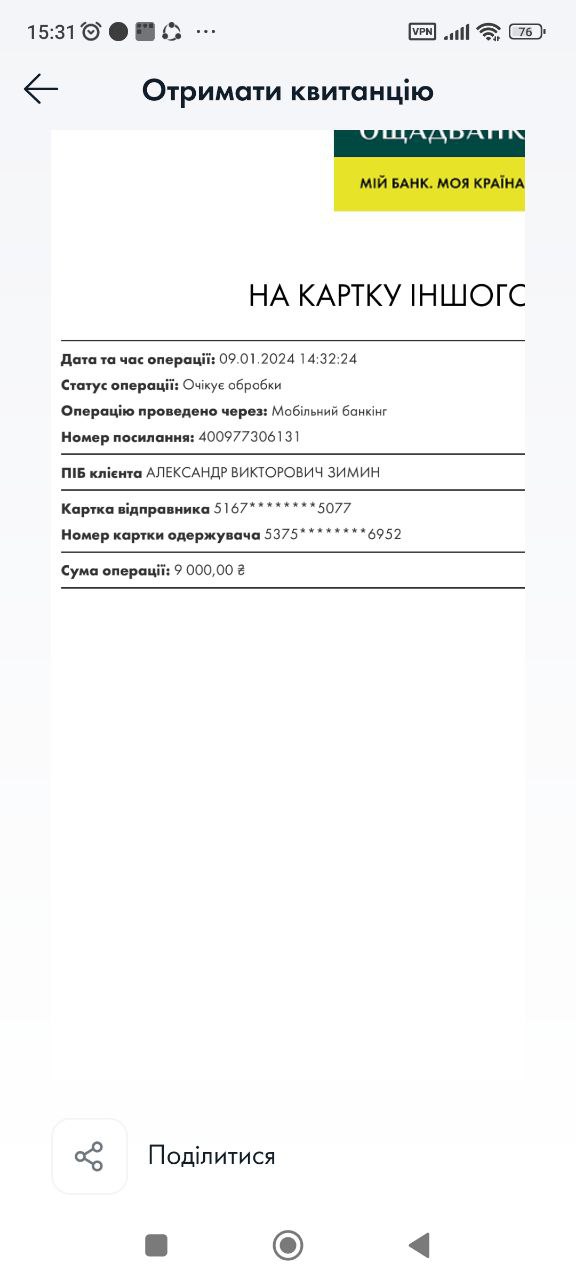 15:31
VPN
76
Отримати квитанцію
ОЩАДБАНК
МІЙ БАНК. МОЯ КРАЇНА
НА КАРТКУ ІНШОГО
Дата та час операції: 09.01.2024 14:32:24
Статус операції: Очікує обробки
Операцію проведено через: Мобільний банкінг
Номер посилання: 400977306131
ПІБ клієнта АЛЕКСАНДР ВИКТОРОВИЧ ЗИМИН
Картка відправника 5167********5077
Номер картки одержувача 5375********6952
Сума операції: 9 000,00 ₴
Поділитися